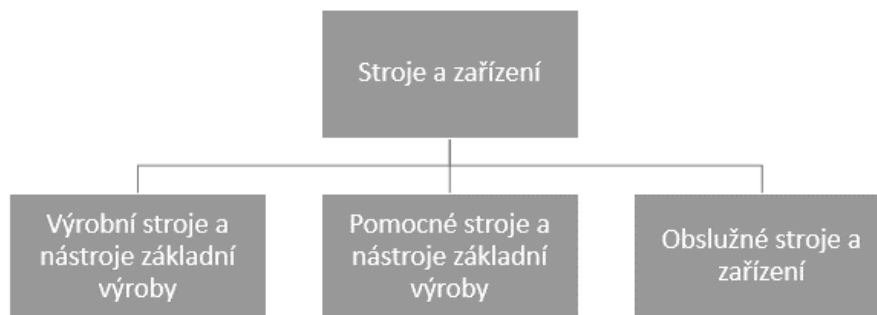 Stroje a zařízení
Výrobní stroje a
nástroje základní
výroby
Pomocné stroje a
nástroje základní
výroby
Obslužné stroje a
zařízení